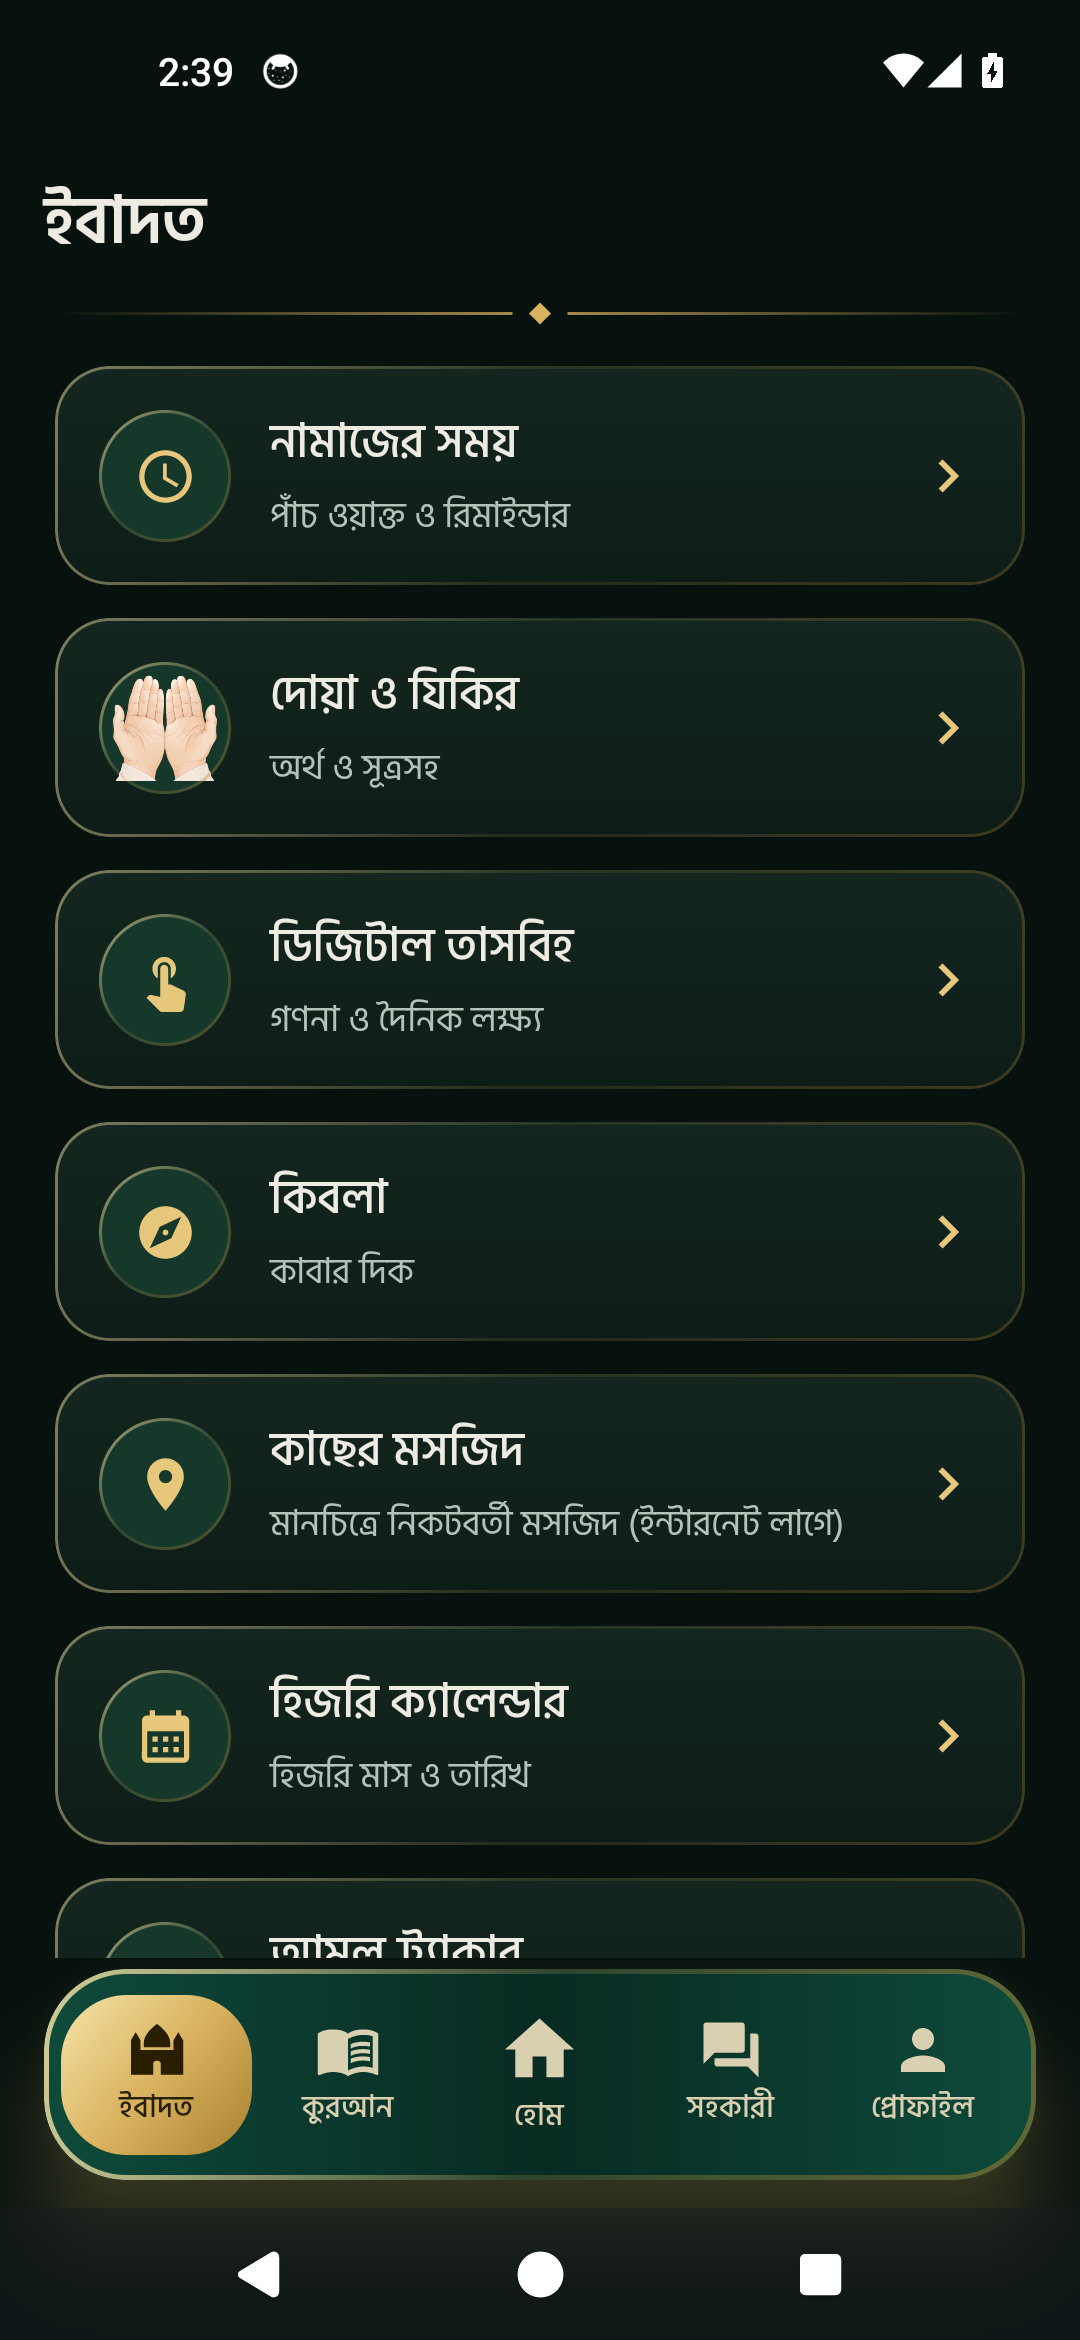 2:39
ইবাদত
নামাজের সময়
পাঁচ ওয়াক্ত ও রিমাইন্ডার
দোয়া ও যিকির
অর্থ ও সূত্রসহ
ডিজিটাল তাসবিহ
গণনা ও দৈনিক লক্ষ্য
কিবলা
কাবার দিক
কাছের মসজিদ
মানচিত্রে নিকটবর্তী মসজিদ (ইন্টারনেট লাগে)
হিজরি ক্যালেন্ডার
হিজরি মাস ও তারিখ
আমল ট্র্যাকার
ইবাদত কুরআন হোম সহকারী প্রোফাইল